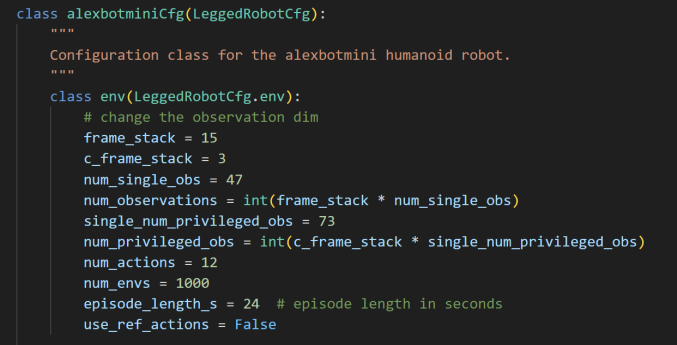 class alexbotminiCfg(LeggedRobotCfg):
    """
    Configuration class for the alexbotmini humanoid robot.
    """
    class env(LeggedRobotCfg.env):
        # change the observation dim
        frame_stack = 15
        c_frame_stack = 3
        num_single_obs = 47
        num_observations = int(frame_stack * num_single_obs)
        single_num_privileged_obs = 73
        num_privileged_obs = int(c_frame_stack * single_num_privileged_obs)
        num_actions = 12
        num_envs = 1000
        episode_length_s = 24  # episode length in seconds
        use_ref_actions = False